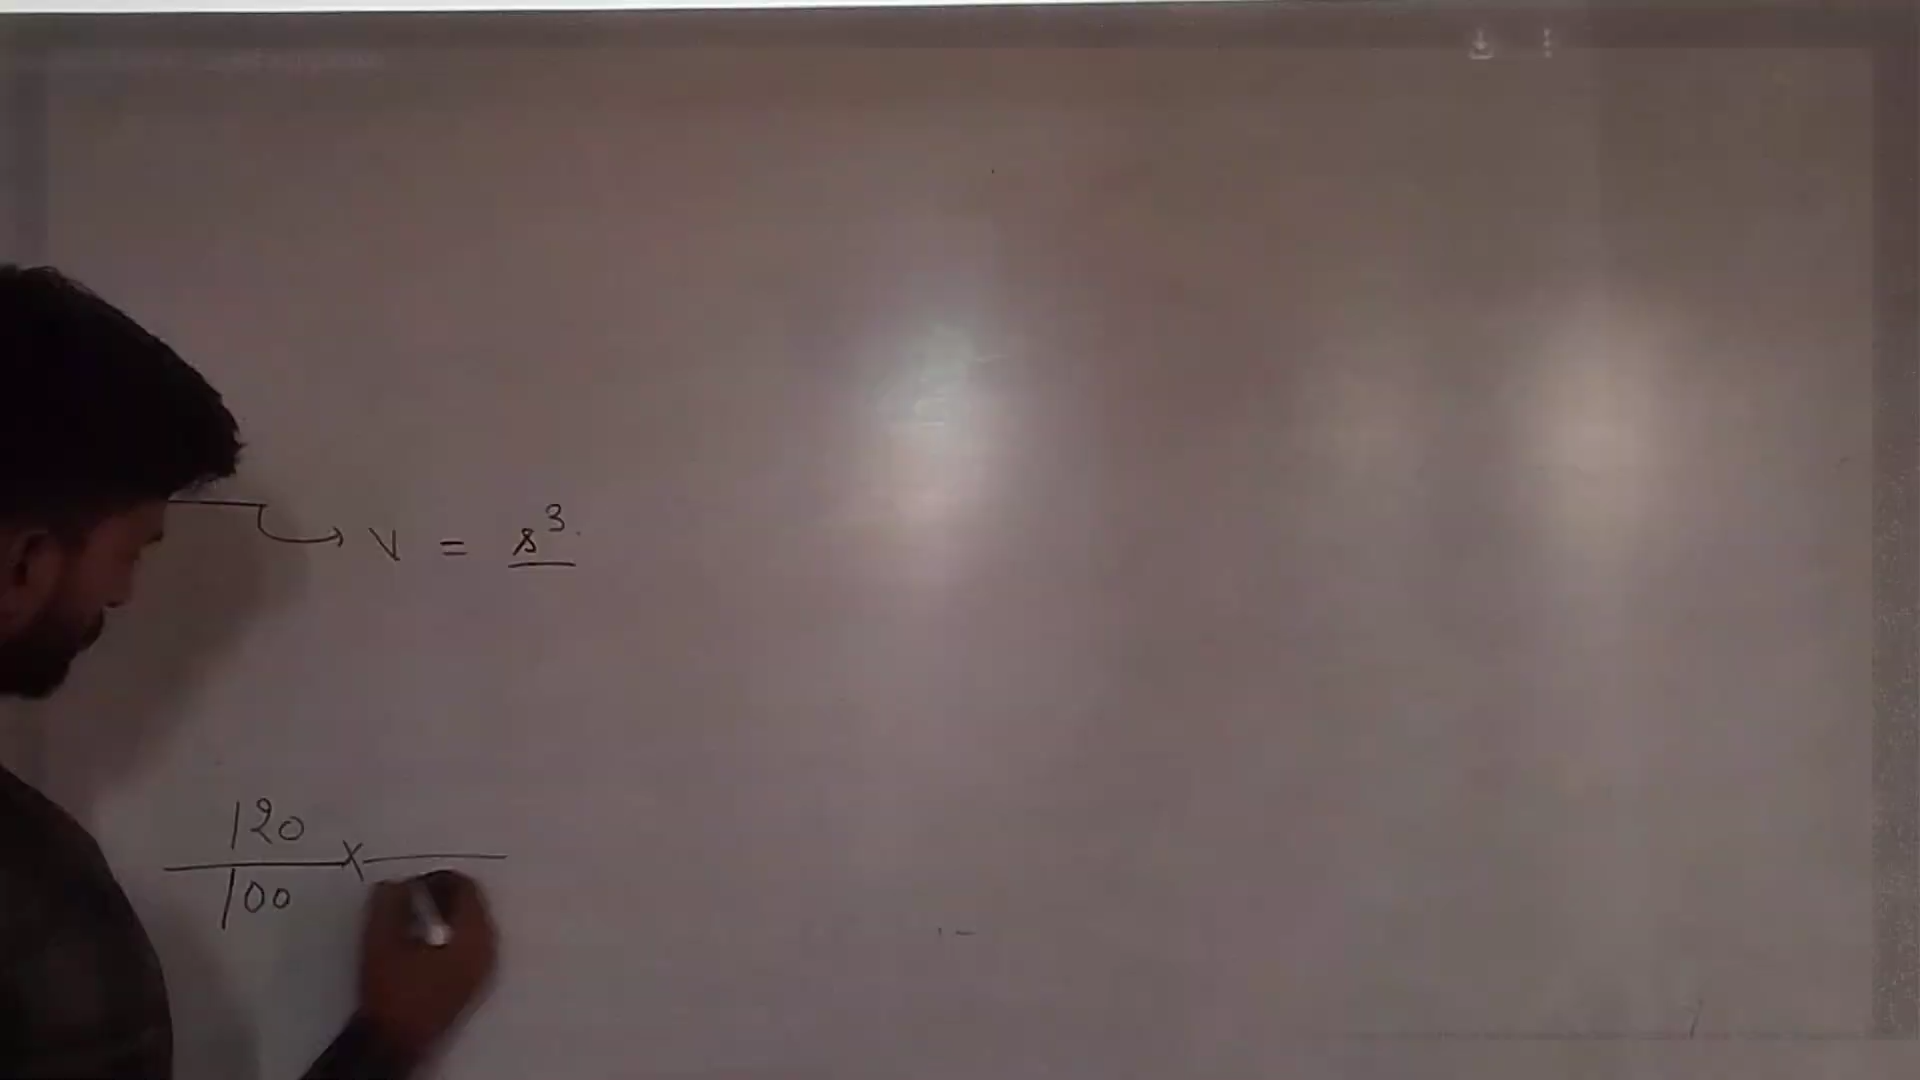 V = s³
120/100 ×